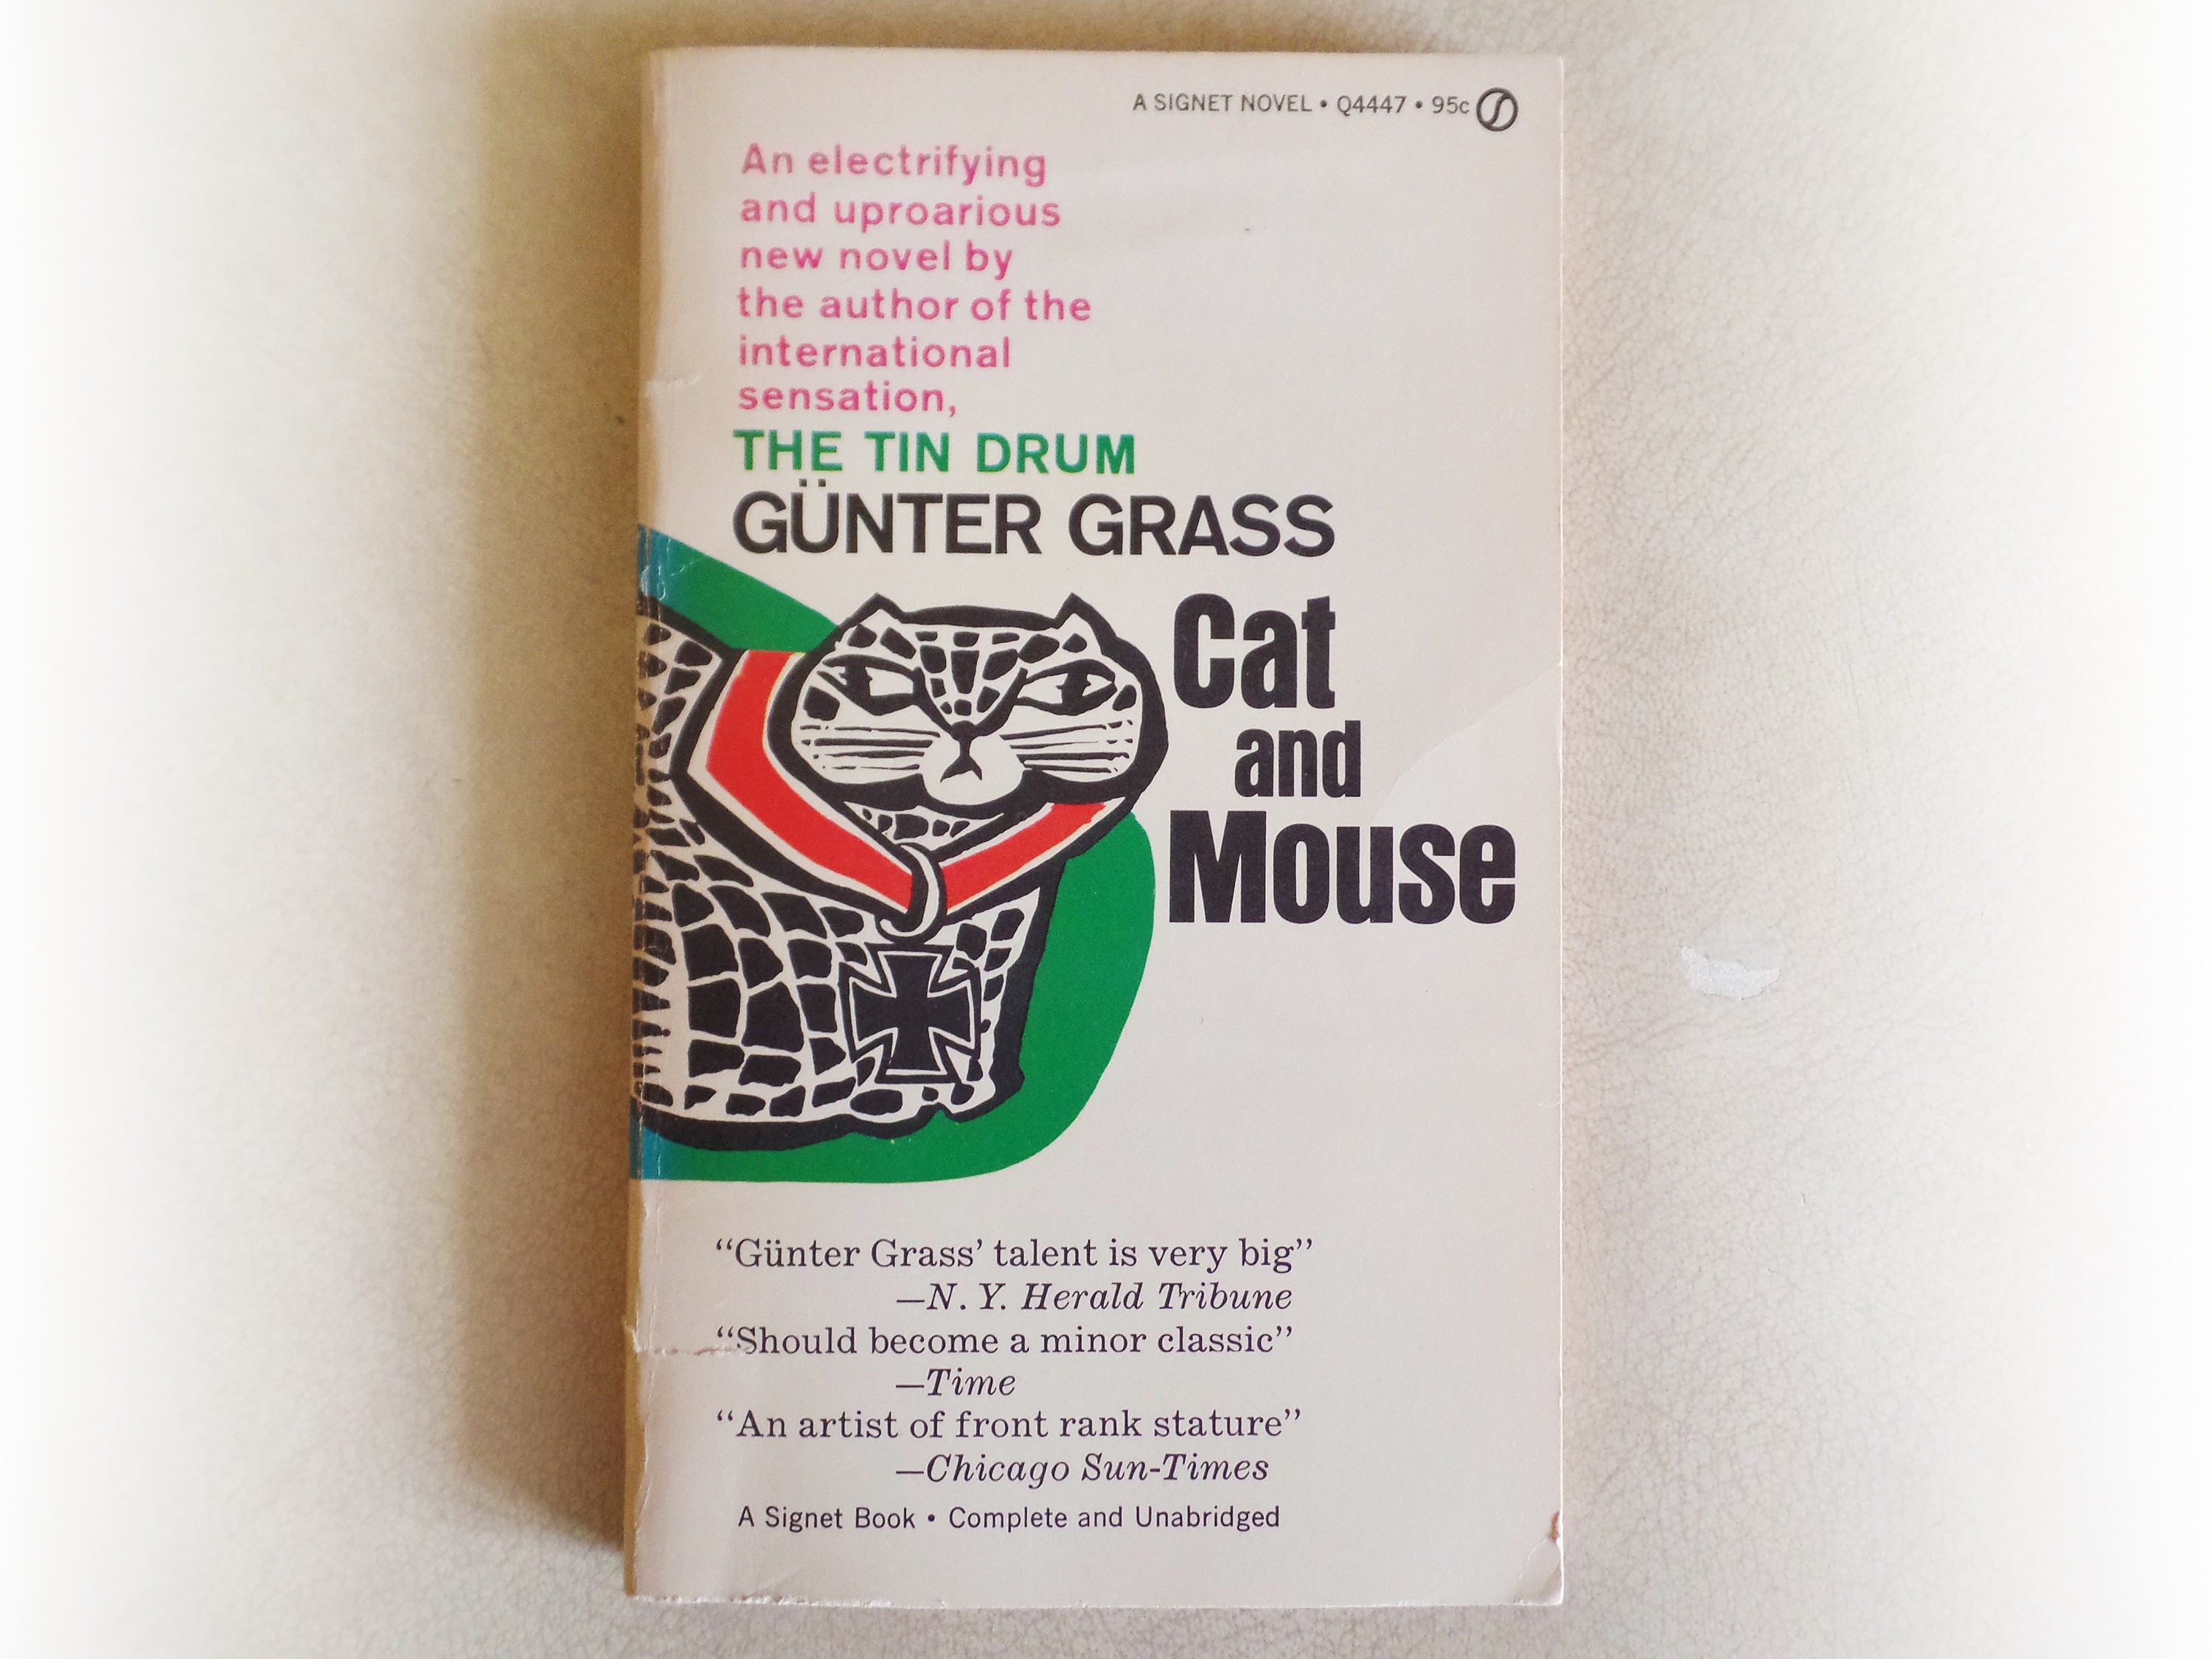 A SIGNET NOVEL • Q4447 • 95c
An electrifying
and uproarious
new novel by
the author of the
international
sensation,
THE TIN DRUM
GÜNTER GRASS
Cat
and
Mouse
“Günter Grass’ talent is very big”
—N. Y. Herald Tribune
“Should become a minor classic”
—Time
“An artist of front rank stature”
—Chicago Sun-Times
A Signet Book • Complete and Unabridged